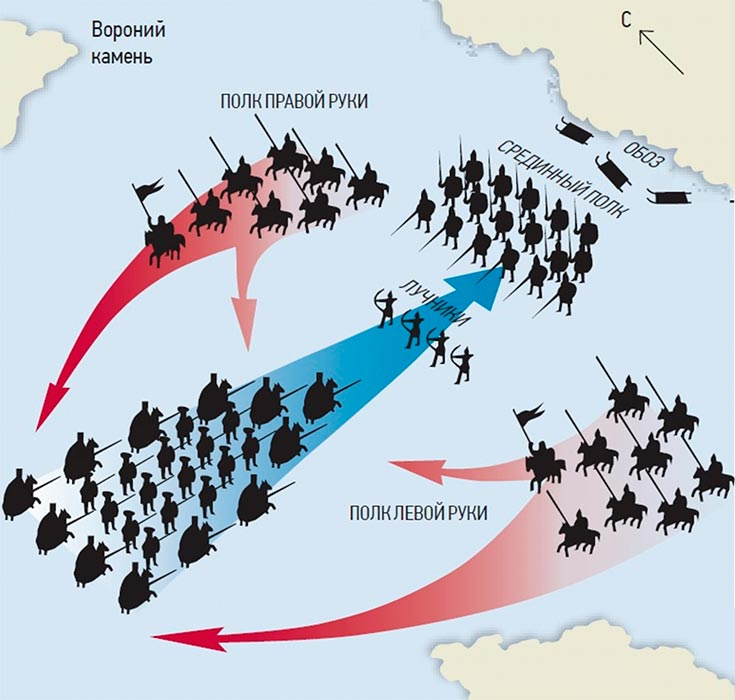 Вороний
камень
С
ПОЛК ПРАВОЙ РУКИ
СРЕДИННЫЙ ПОЛК
ОБОЗ
ЛУЧНИКИ
ПОЛК ЛЕВОЙ РУКИ